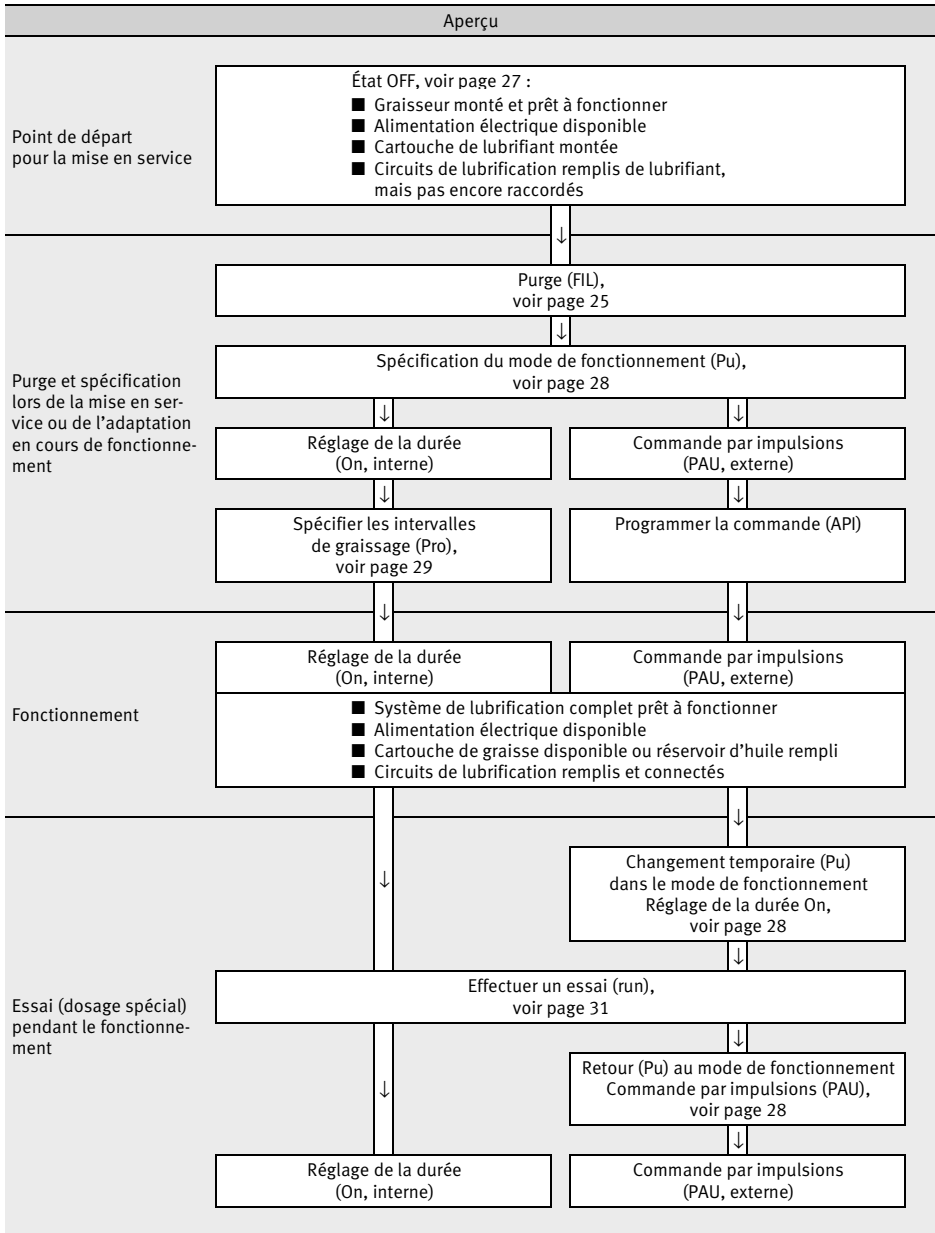 Aperçu
Point de départ
pour la mise en service
État OFF, voir page 27 :
■ Graisseur monté et prêt à fonctionner
■ Alimentation électrique disponible
■ Cartouche de lubrifiant montée
■ Circuits de lubrification remplis de lubrifiant,
mais pas encore raccordés
↓
Purge et spécification
lors de la mise en ser-
vice ou de l'adaptation
en cours de fonctionne-
ment
Purge (FIL),
voir page 25
↓
Spécification du mode de fonctionnement (Pu),
voir page 28
↓ ↓
Réglage de la durée
(On, interne)
Commande par impulsions
(PAU, externe)
↓ ↓
Spécifier les intervalles
de graissage (Pro),
voir page 29
Programmer la commande (API)
↓ ↓
Fonctionnement
Réglage de la durée
(On, interne)
Commande par impulsions
(PAU, externe)
■ Système de lubrification complet prêt à fonctionner
■ Alimentation électrique disponible
■ Cartouche de graisse disponible ou réservoir d'huile rempli
■ Circuits de lubrification remplis et connectés
↓
Essai (dosage spécial)
pendant le fonctionne-
ment
↓
Changement temporaire (Pu)
dans le mode de fonctionnement
Réglage de la durée On,
voir page 28
↓
Effectuer un essai (run),
voir page 31
↓
↓
Retour (Pu) au mode de fonctionnement
Commande par impulsions (PAU),
voir page 28
↓
Réglage de la durée
(On, interne)
Commande par impulsions
(PAU, externe)